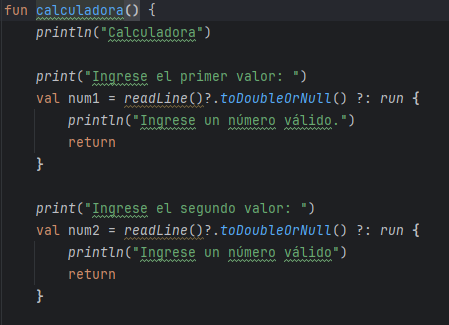 fun calculadora() {
    println("Calculadora")

    print("Ingrese el primer valor: ")
    val num1 = readLine()?.toDoubleOrNull() ?: run {
        println("Ingrese un número válido.")
        return
    }

    print("Ingrese el segundo valor: ")
    val num2 = readLine()?.toDoubleOrNull() ?: run {
        println("Ingrese un número válido")
        return
    }